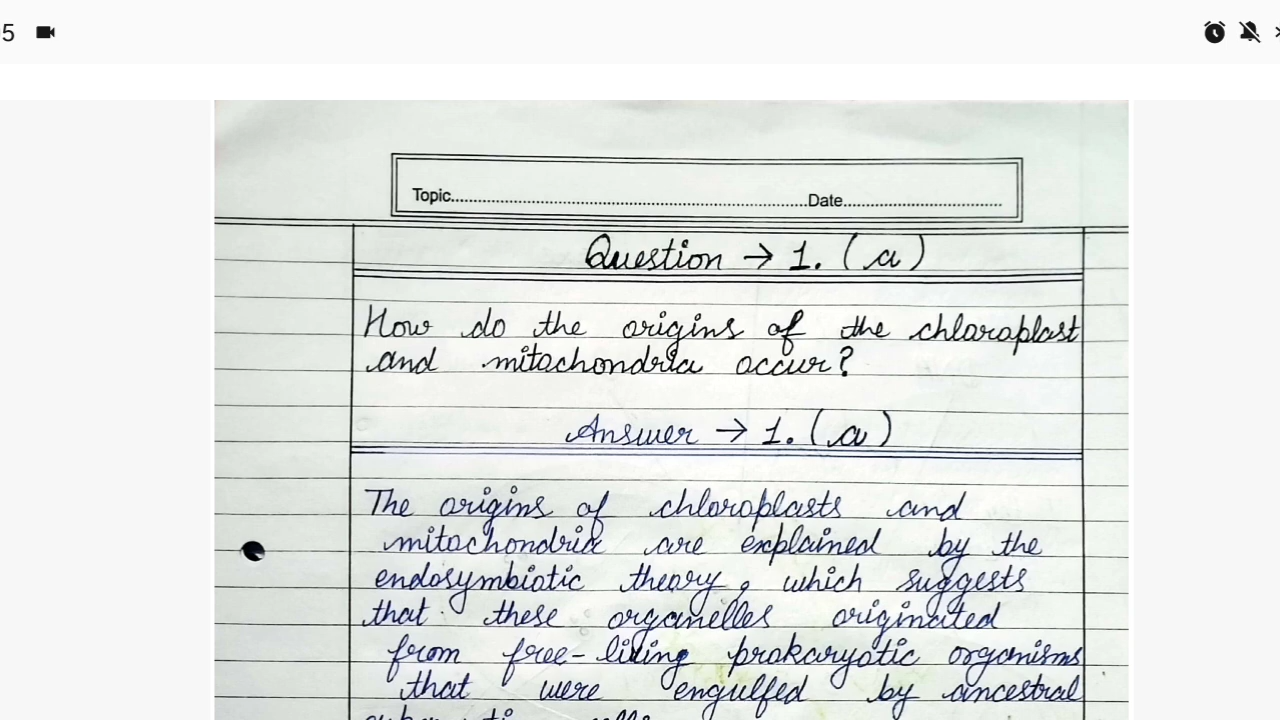 5
Topic Date
Question → 1. (a)
How do the origins of the chloroplast
and mitochondria occur?
Answer → 1. (a)
The origins of chloroplasts and
mitochondria are explained by the
endosymbiotic theory, which suggests
that these organelles originated
from free-living prokaryotic organisms
that were engulfed by ancestral